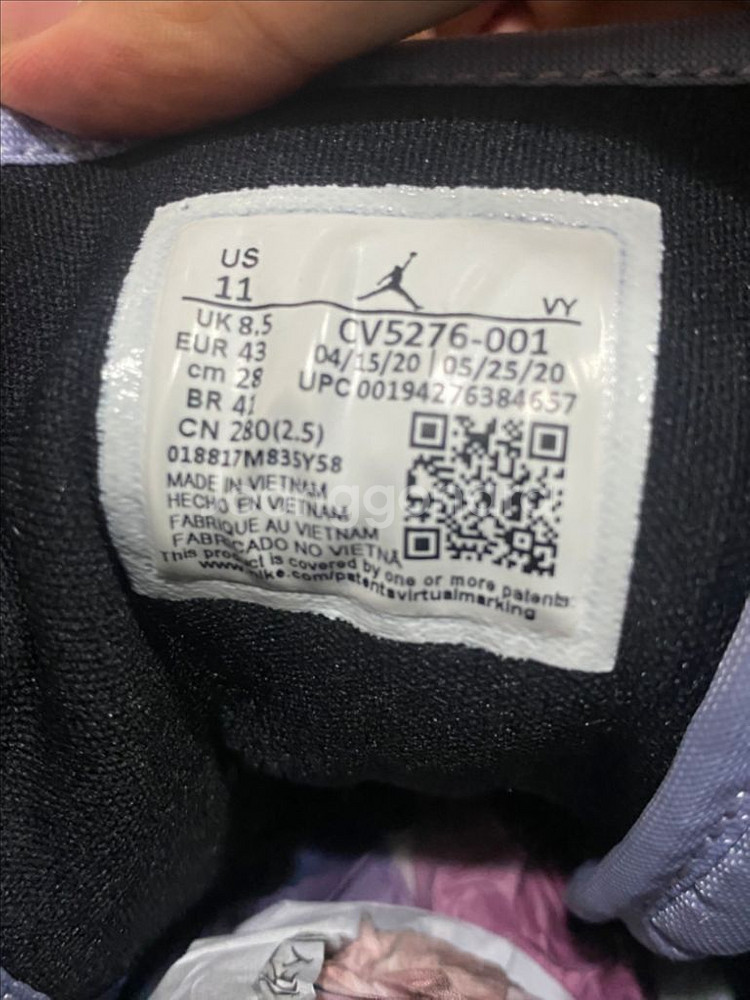 US
11
VY
UK 8.5
EUR 43
cm 28
BR 41
CN 280(2.5)
CV5276-001
04/15/20 | 05/25/20
UPC 00194276384657
018817M835Y58
MADE IN VIETNAM
HECHO EN VIETNAM
FABRIQUE AU VIETNAM
FABRICADO NO VIETNA
This product is covered by one or more patents:
www.nike.com/patentsvirtualmarking